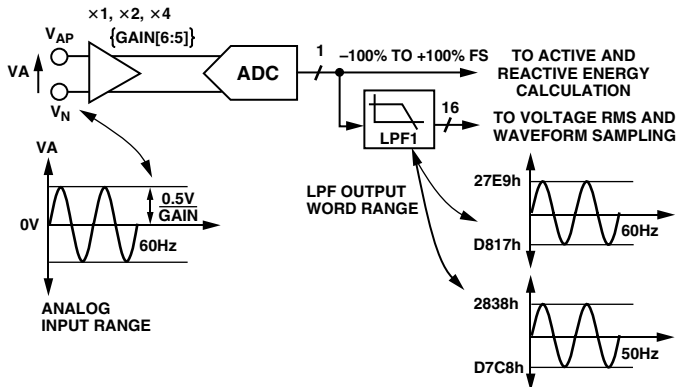 ×1, ×2, ×4
{GAIN[6:5]}
VAP
VA
VN
ADC
1
–100% TO +100% FS
TO ACTIVE AND
REACTIVE ENERGY
CALCULATION
LPF1
16
TO VOLTAGE RMS AND
WAVEFORM SAMPLING
VA
0.5V
GAIN
0V
60Hz
ANALOG
INPUT RANGE
LPF OUTPUT
WORD RANGE
27E9h
60Hz
D817h
2838h
50Hz
D7C8h